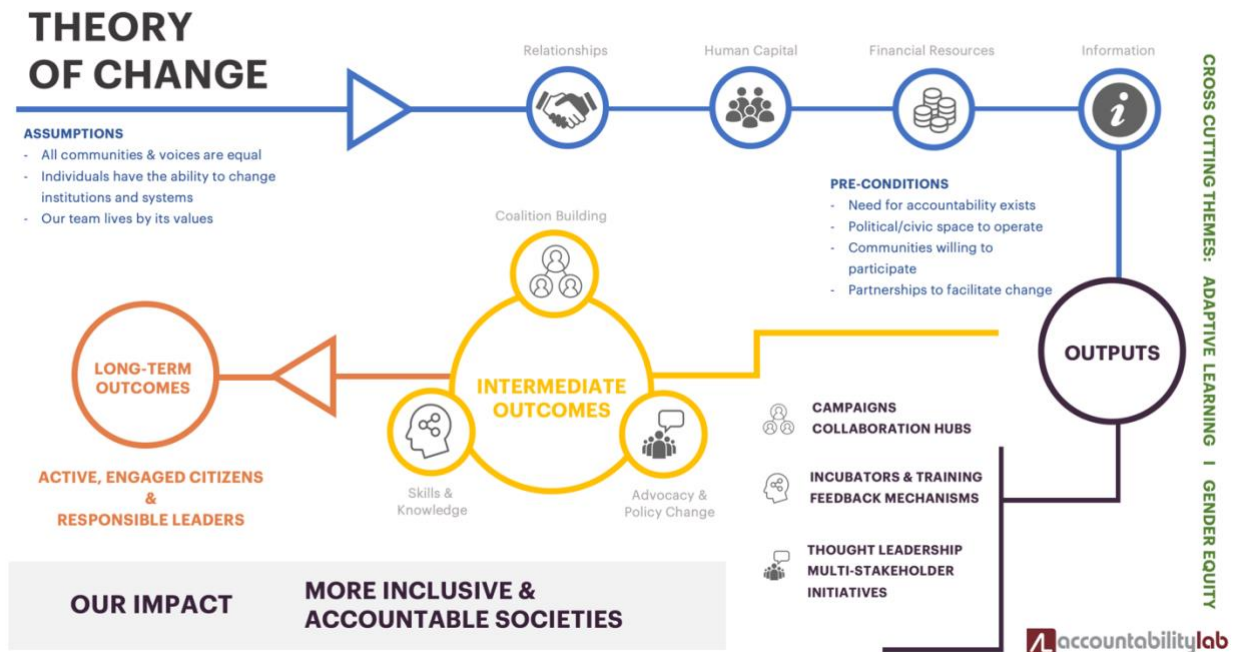 THEORY
OF CHANGE
Relationships
Human Capital
Financial Resources
Information
ASSUMPTIONS
- All communities & voices are equal
- Individuals have the ability to change
institutions and systems
- Our team lives by its values
PRE-CONDITIONS
- Need for accountability exists
- Political/civic space to operate
- Communities willing to
participate
- Partnerships to facilitate change
OUTPUTS
CAMPAIGNS
COLLABORATION HUBS
INCUBATORS & TRAINING
FEEDBACK MECHANISMS
THOUGHT LEADERSHIP
MULTI-STAKEHOLDER
INITIATIVES
Coalition Building
INTERMEDIATE
OUTCOMES
Skills &
Knowledge
Advocacy &
Policy Change
LONG-TERM
OUTCOMES
ACTIVE, ENGAGED CITIZENS
&
RESPONSIBLE LEADERS
OUR IMPACT
MORE INCLUSIVE &
ACCOUNTABLE SOCIETIES
CROSS CUTTING THEMES: ADAPTIVE LEARNING I GENDER EQUITY
accountabilitylab